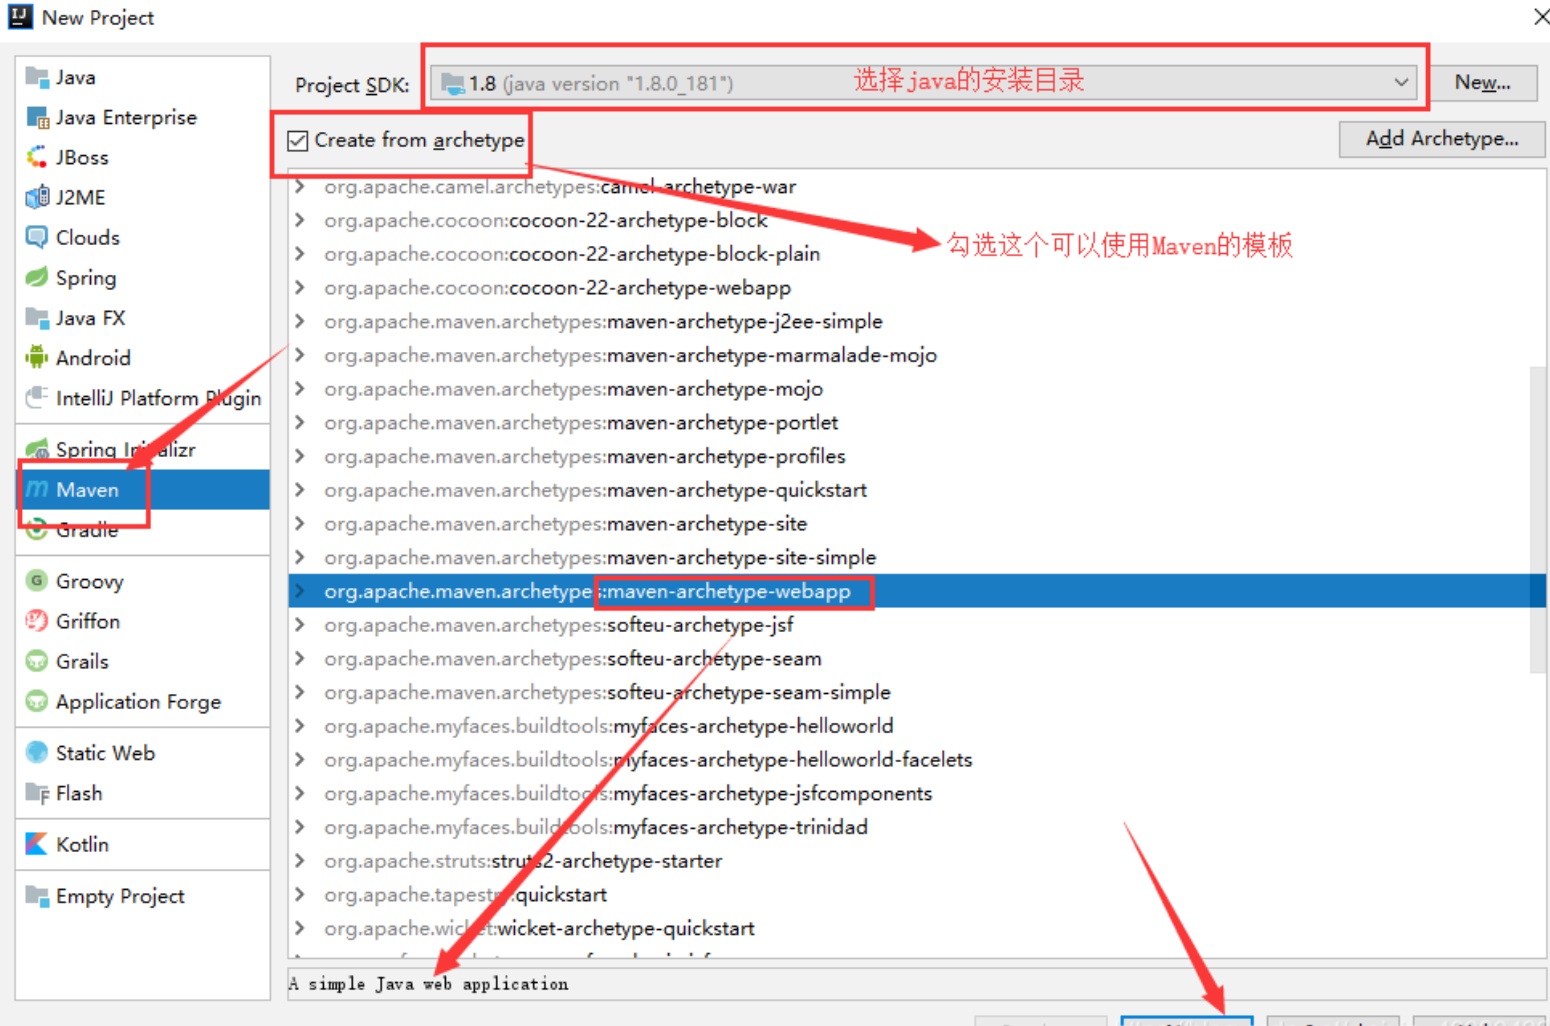 New Project
Java
Java Enterprise
JBoss
J2ME
Clouds
Spring
Java FX
Android
IntelliJ Platform Plugin
Spring Initializr
Maven
Gradle
Groovy
Griffon
Grails
Application Forge
Static Web
Flash
Kotlin
Empty Project
Project SDK: 1.8 (java version "1.8.0_181") 选择java的安装目录 New...
Create from archetype Add Archetype...
org.apache.camel.archetypes:camel-archetype-war
org.apache.cocoon:cocoon-22-archetype-block
勾选这个可以使用Maven的模板
org.apache.cocoon:cocoon-22-archetype-block-plain
org.apache.cocoon:cocoon-22-archetype-webapp
org.apache.maven.archetypes:maven-archetype-j2ee-simple
org.apache.maven.archetypes:maven-archetype-marmalade-mojo
org.apache.maven.archetypes:maven-archetype-mojo
org.apache.maven.archetypes:maven-archetype-portlet
org.apache.maven.archetypes:maven-archetype-profiles
org.apache.maven.archetypes:maven-archetype-quickstart
org.apache.maven.archetypes:maven-archetype-site
org.apache.maven.archetypes:maven-archetype-site-simple
org.apache.maven.archetypes:maven-archetype-webapp
org.apache.maven.archetypes:softeu-archetype-jsf
org.apache.maven.archetypes:softeu-archetype-seam
org.apache.maven.archetypes:softeu-archetype-seam-simple
org.apache.myfaces.buildtools:myfaces-archetype-helloworld
org.apache.myfaces.buildtools:myfaces-archetype-helloworld-facelets
org.apache.myfaces.buildtools:myfaces-archetype-jsfcomponents
org.apache.myfaces.buildtools:myfaces-archetype-trinidad
org.apache.struts:struts2-archetype-starter
org.apache.tapestry:quickstart
org.apache.wicket:wicket-archetype-quickstart
A simple Java web application